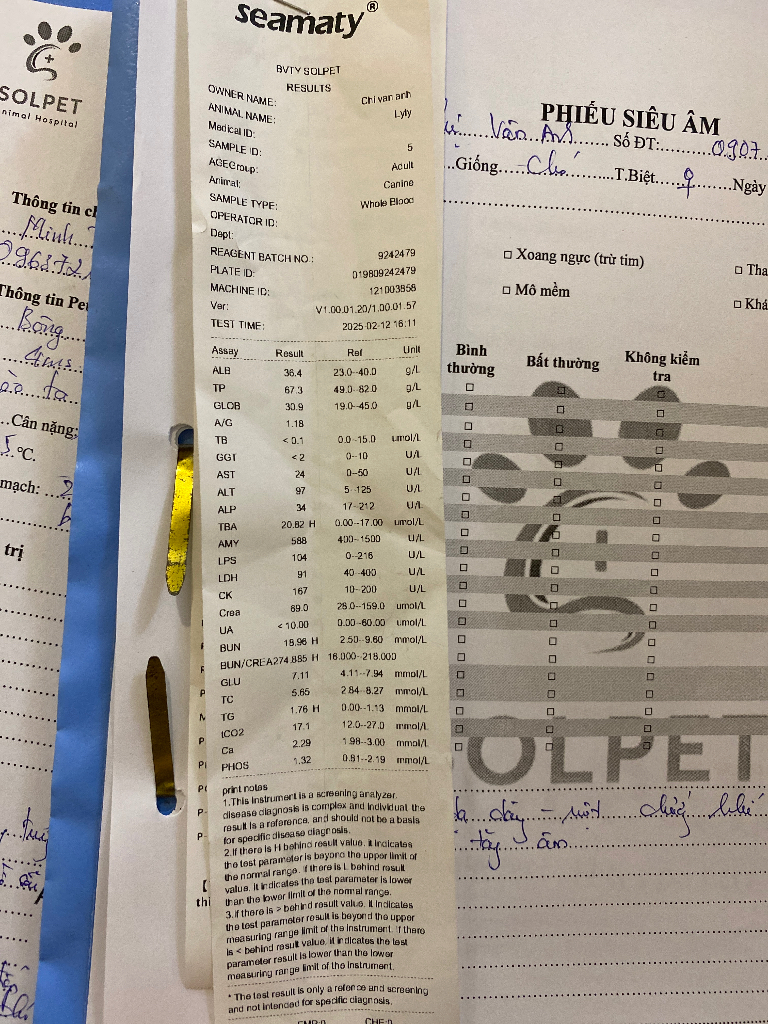 SOLPET
Animal Hospital
Thông tin ch
Minh
Thông tin Pet
Bông
Cân nặng:
°C.
mạch:
trị
seamaty®
BVTY SOLPET
RESULTS
OWNER NAME: Chi van anh
ANIMAL NAME: Lyly
Medical ID:
SAMPLE ID: 5
AGEGroup: Adult
Animal: Canine
SAMPLE TYPE: Whole Blood
OPERATOR ID:
Dept:
REAGENT BATCH NO.: 9242479
PLATE ID: 019809242479
MACHINE ID: 121003858
Ver: V1.00.01.20/1.00.01.57
TEST TIME: 2025-02-12 16:11
Assay Result Ref Unit
ALB 36.4 23.0--40.0 g/L
TP 67.3 49.0--82.0 g/L
GLOB 30.9 19.0--45.0 g/L
A/G 1.18
TB < 0.1 0.0--15.0 umol/L
GGT < 2 0--10 U/L
AST 24 0--50 U/L
ALT 97 5--125 U/L
ALP 34 17--212 U/L
TBA 20.82 H 0.00--17.00 umol/L
AMY 588 400--1500 U/L
LPS 104 0--216 U/L
LDH 91 40--400 U/L
CK 167 10--200 U/L
Crea 69.0 28.0--159.0 umol/L
UA < 10.00 0.00--60.00 umol/L
BUN 18.96 H 2.50--9.60 mmol/L
BUN/CREA274.885 H 16.000--218.000
GLU 7.11 4.11--7.94 mmol/L
TC 5.65 2.84--8.27 mmol/L
TG 1.76 H 0.00--1.13 mmol/L
tCO2 17.1 12.0--27.0 mmol/L
Ca 2.29 1.98--3.00 mmol/L
PHOS 1.32 0.81--2.19 mmol/L
print notes
1.This instrument is a screening analyzer.
disease diagnosis is complex and individual, the
result is a reference, and should not be a basis
for specific disease diagnosis.
2.If there is H behind result value, it indicates
the test parameter is beyond the upper limit of
the normal range. if there is L behind result
value, it indicates the test parameter is lower
than the lower limit of the normal range.
3.if there is > behind result value, it indicates
the test parameter result is beyond the upper
measuring range limit of the instrument. if there
is < behind result value, it indicates the test
parameter result is lower than the lower
measuring range limit of the instrument.
* The test result is only a refernce and screening
and not intended for specific diagnosis.
PHIẾU SIÊU ÂM
Vân Anh Số ĐT: 0907
Giống Chó T.Biệt ♀ Ngày
Xoang ngực (trừ tim)
Mô mềm
Tha
Khá
Bình thường
Bất thường
Không kiểm tra
SOLPET